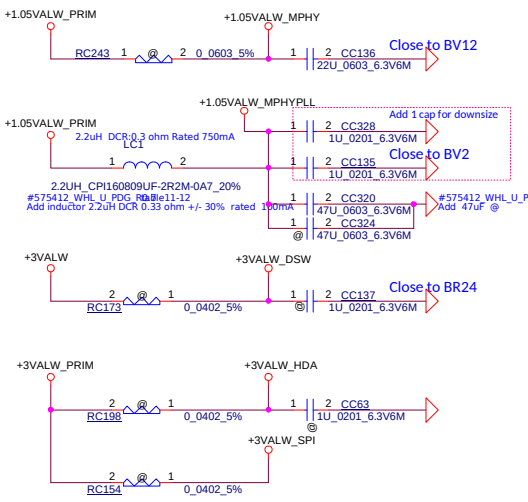 +1.05VALW_PRIM
+1.05VALW_MPHY
RC243 1 @ 2 0_0603_5%
1 2 CC136 Close to BV12
22U_0603_6.3V6M
+1.05VALW_MPHYPLL
+1.05VALW_PRIM
2.2uH DCR:0.3 ohm Rated 750mA
LC1
1 2
1 2 CC328 Add 1 cap for downsize
1U_0201_6.3V6M
1 2 CC135 Close to BV2
1U_0201_6.3V6M
2.2UH_CPI160809UF-2R2M-0A7_20%
#575412_WHL_U_PDG_
Add inductor 2.2uH DCR 0.33 ohm +/- 30% rated
1 2 CC320
47U_0603_6.3V6M
#575412_WHL_U_P
Add 47uF @
1 2 CC324
@ 47U_0603_6.3V6M
+3VALW
+3VALW_DSW
2 @ 1
RC173 0_0402_5%
1 2 CC137 Close to BR24
@ 1U_0201_6.3V6M
+3VALW_PRIM
+3VALW_HDA
2 @ 1
RC198 0_0402_5%
1 2 CC63
1U_0201_6.3V6M
@
+3VALW_SPI
2 @ 1
RC154 0_0402_5%